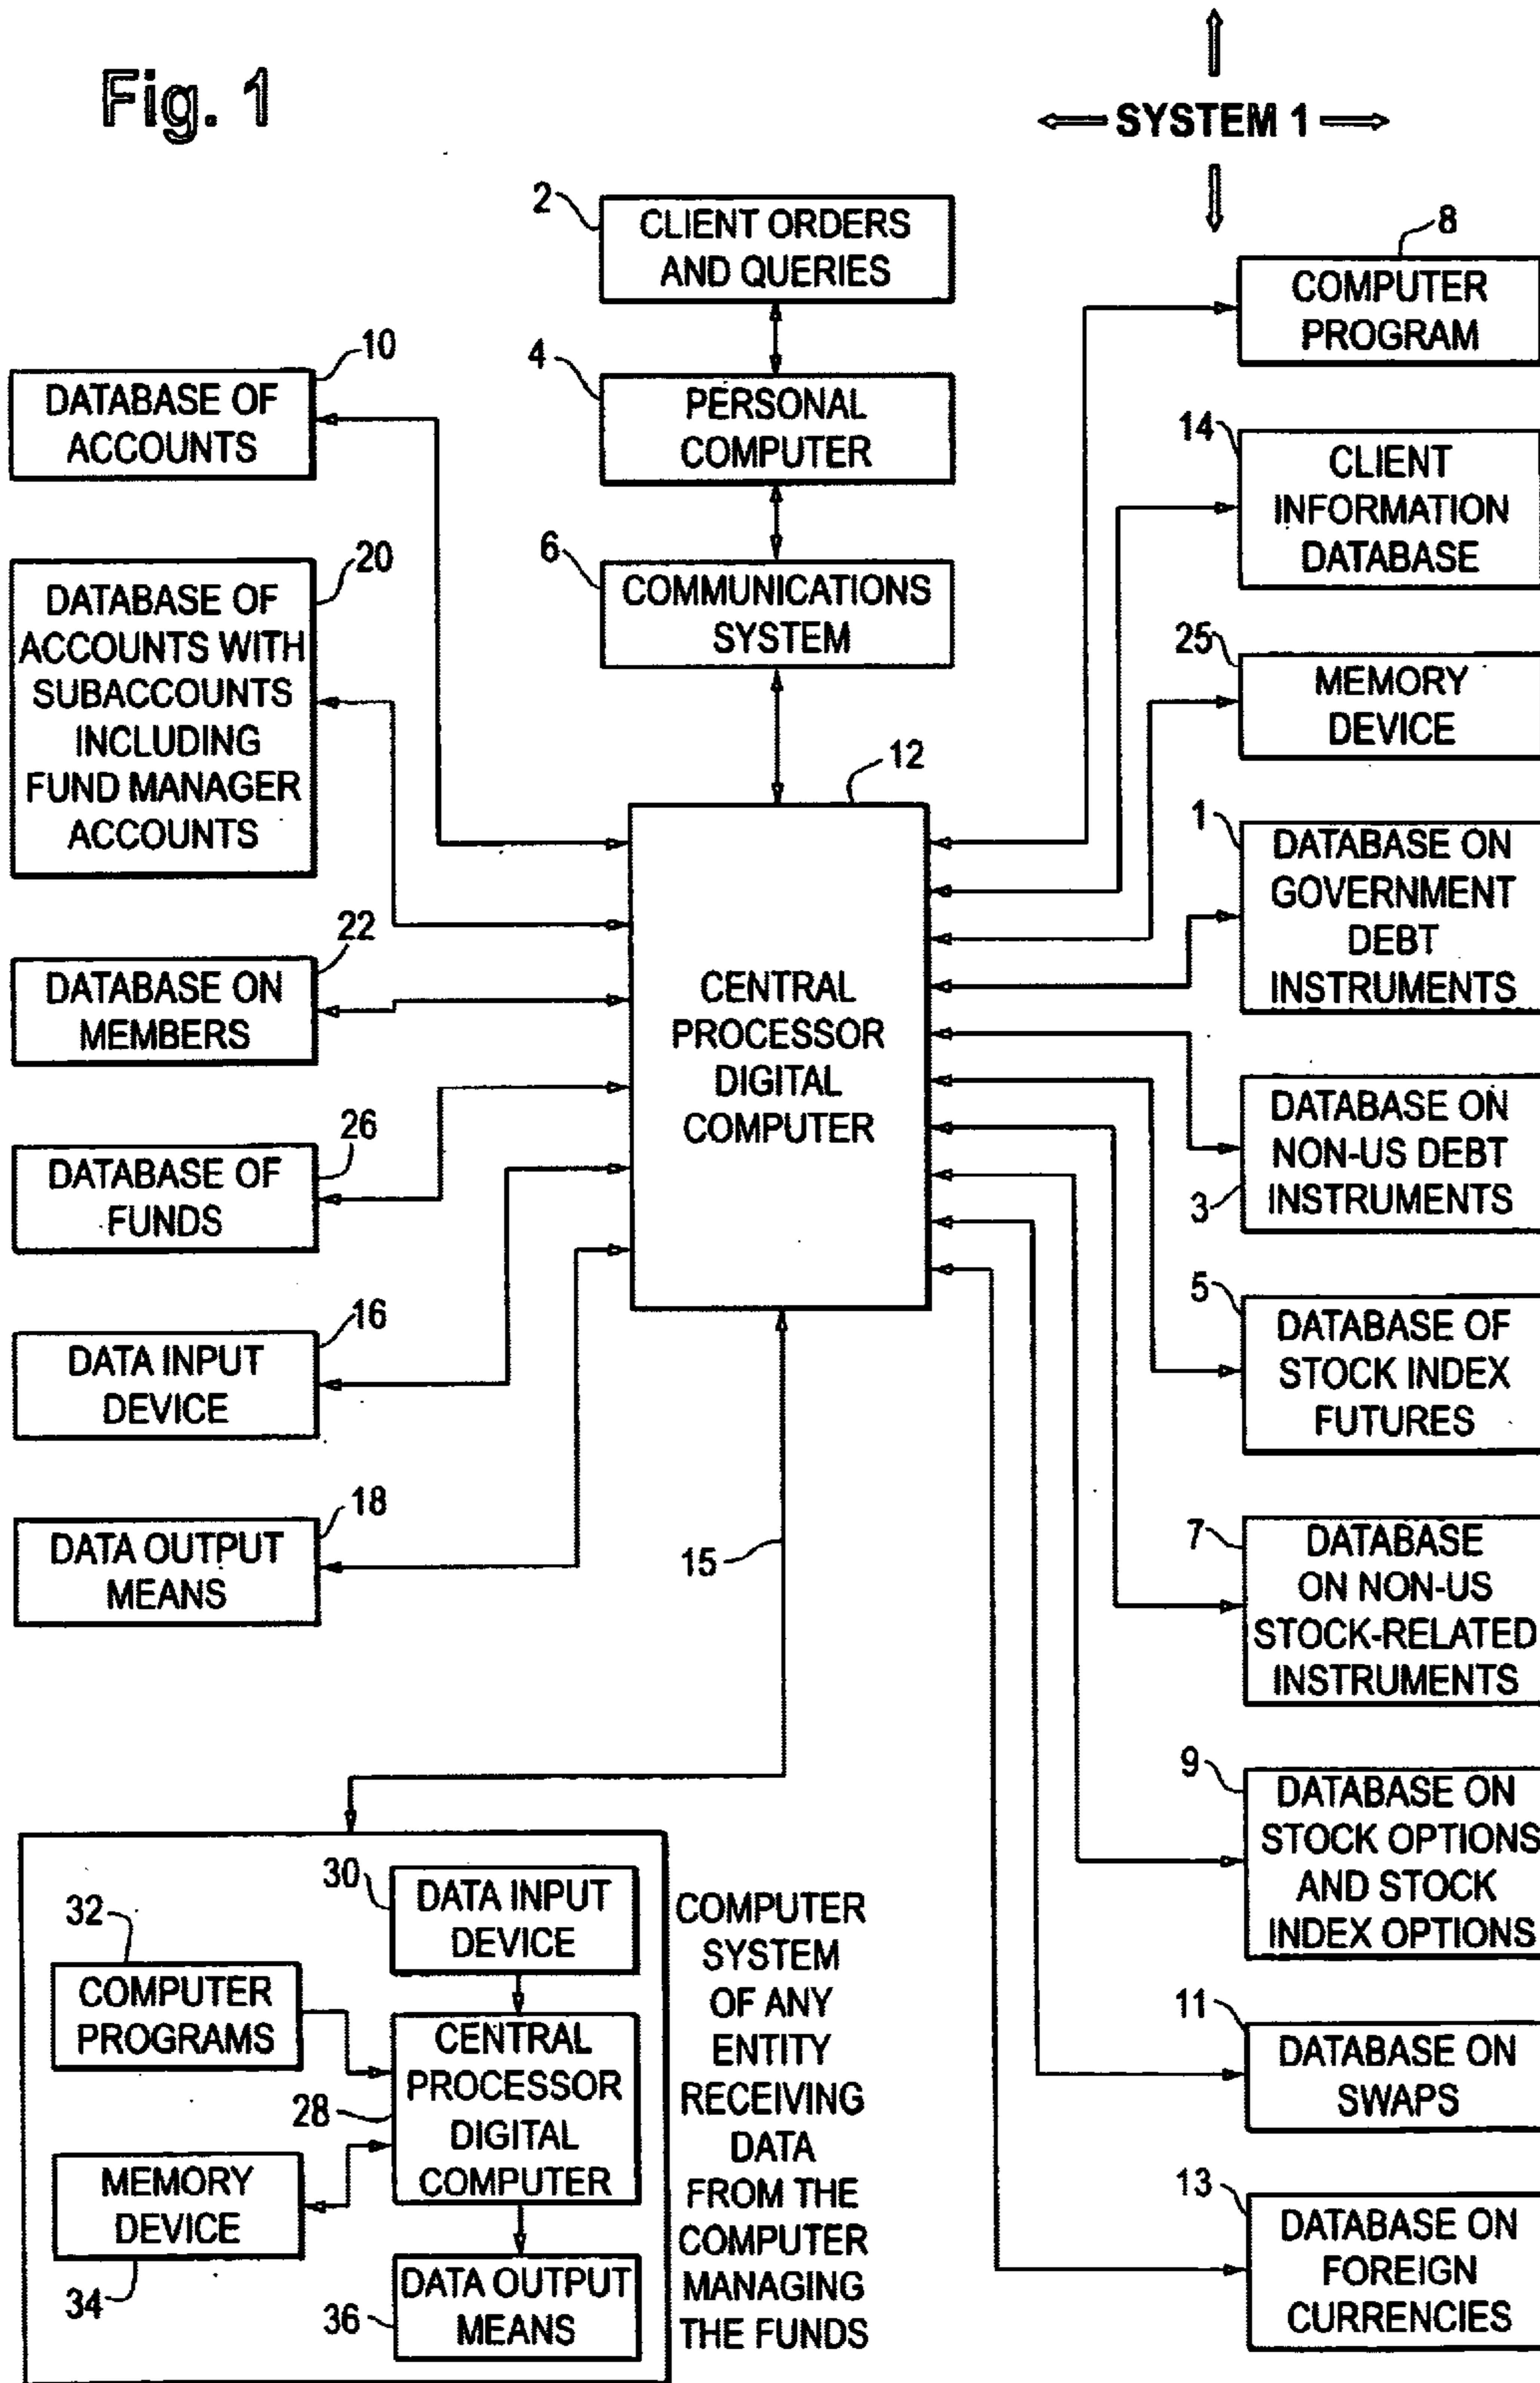 Fig. 1
SYSTEM 1
2
CLIENT ORDERS
AND QUERIES
4
PERSONAL
COMPUTER
6
COMMUNICATIONS
SYSTEM
10
DATABASE OF
ACCOUNTS
20
DATABASE OF
ACCOUNTS WITH
SUBACCOUNTS
INCLUDING
FUND MANAGER
ACCOUNTS
22
DATABASE ON
MEMBERS
26
DATABASE OF
FUNDS
16
DATA INPUT
DEVICE
18
DATA OUTPUT
MEANS
12
CENTRAL
PROCESSOR
DIGITAL
COMPUTER
15
8
COMPUTER
PROGRAM
14
CLIENT
INFORMATION
DATABASE
25
MEMORY
DEVICE
1
DATABASE ON
GOVERNMENT
DEBT
INSTRUMENTS
DATABASE ON
NON-US DEBT
3
INSTRUMENTS
5
DATABASE OF
STOCK INDEX
FUTURES
7
DATABASE
ON NON-US
STOCK-RELATED
INSTRUMENTS
9
DATABASE ON
STOCK OPTIONS
AND STOCK
INDEX OPTIONS
11
DATABASE ON
SWAPS
13
DATABASE ON
FOREIGN
CURRENCIES
30
DATA INPUT
DEVICE
32
COMPUTER
PROGRAMS
28
CENTRAL
PROCESSOR
DIGITAL
COMPUTER
MEMORY
DEVICE
34
36
DATA OUTPUT
MEANS
COMPUTER
SYSTEM
OF ANY
ENTITY
RECEIVING
DATA
FROM THE
COMPUTER
MANAGING
THE FUNDS